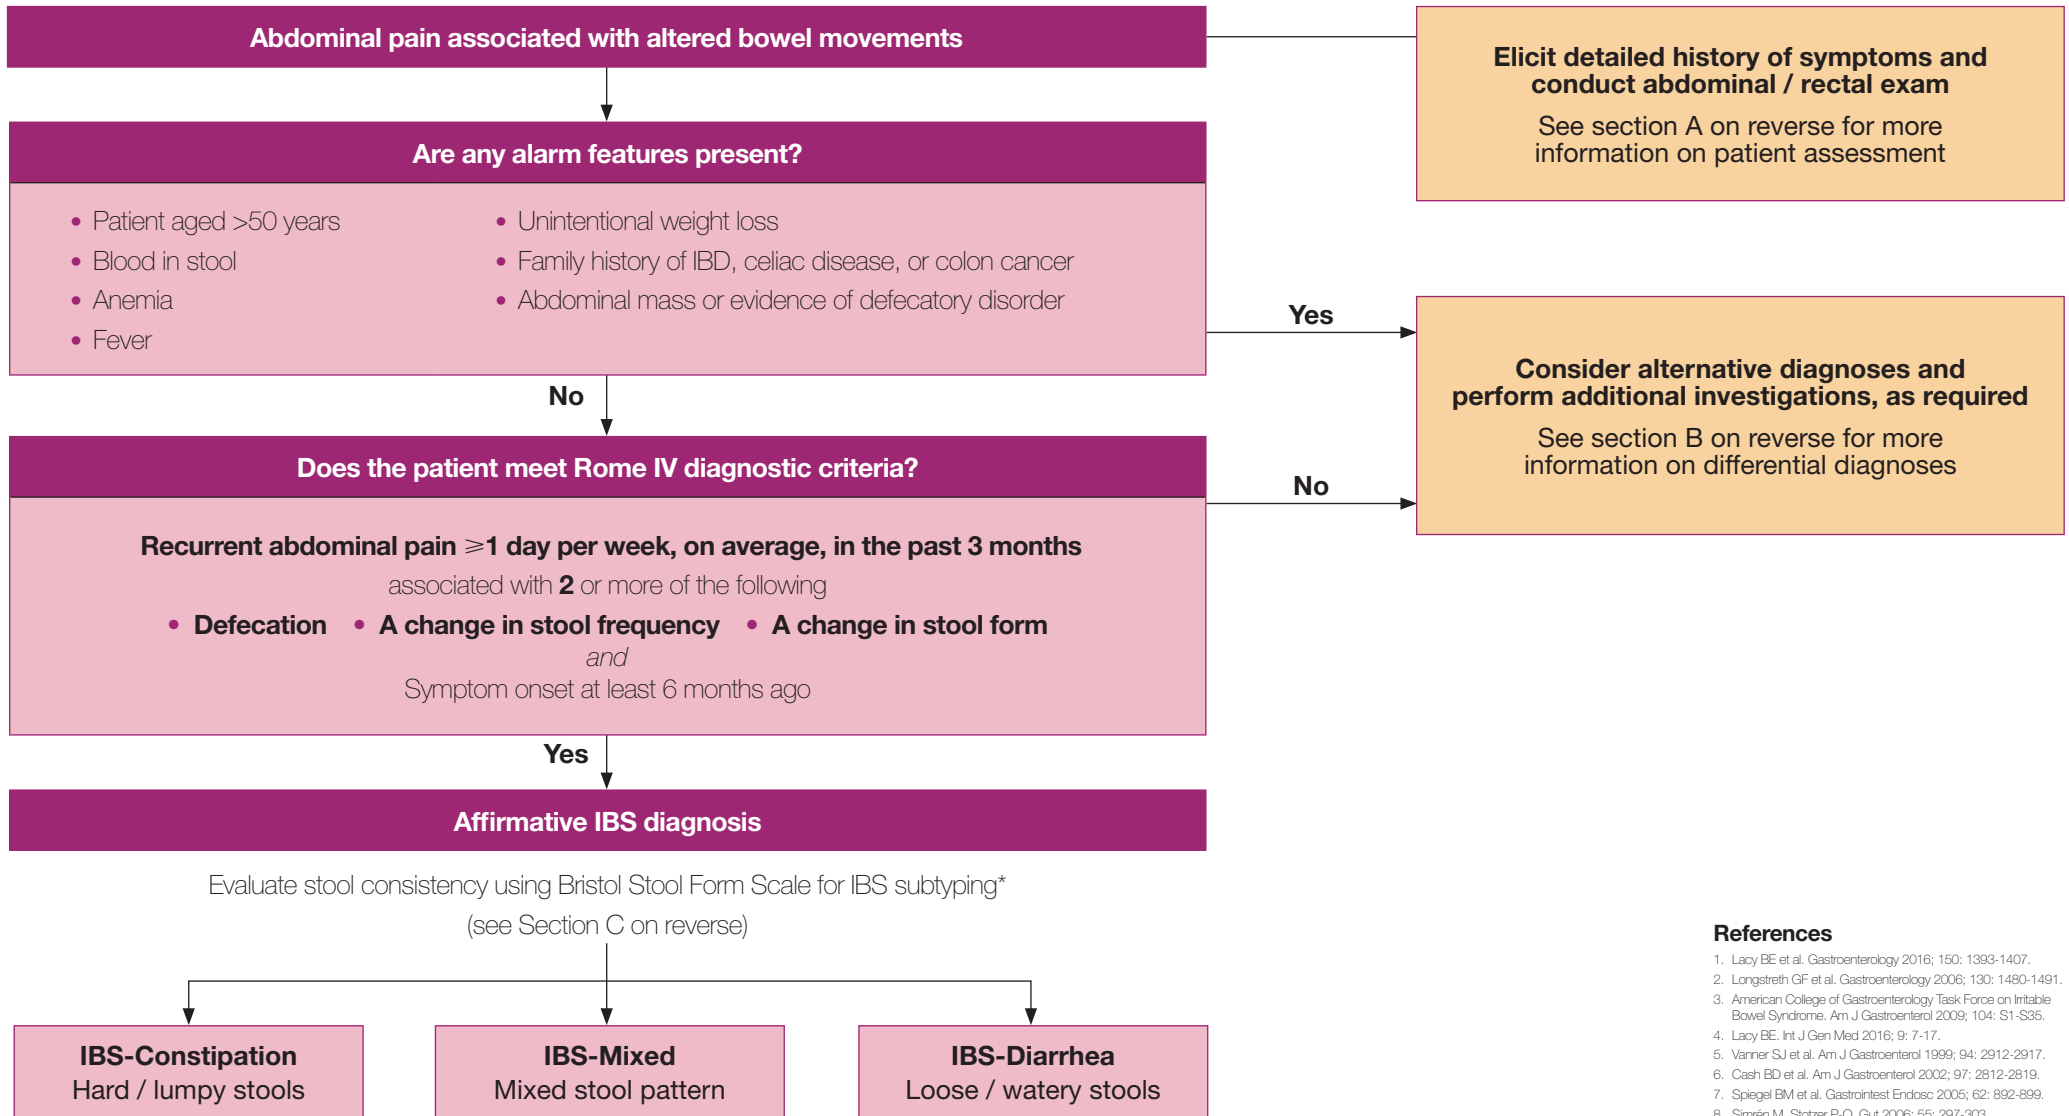 Abdominal pain associated with altered bowel movements
Elicit detailed history of symptoms and
conduct abdominal / rectal exam
See section A on reverse for more
information on patient assessment
Are any alarm features present?
• Patient aged >50 years
• Blood in stool
• Anemia
• Fever
• Unintentional weight loss
• Family history of IBD, celiac disease, or colon cancer
• Abdominal mass or evidence of defecatory disorder
Yes
Consider alternative diagnoses and
perform additional investigations, as required
See section B on reverse for more
information on differential diagnoses
No
Does the patient meet Rome IV diagnostic criteria?
No
Recurrent abdominal pain ⩾1 day per week, on average, in the past 3 months
associated with 2 or more of the following
• Defecation • A change in stool frequency • A change in stool form
and
Symptom onset at least 6 months ago
Yes
Affirmative IBS diagnosis
Evaluate stool consistency using Bristol Stool Form Scale for IBS subtyping*
(see Section C on reverse)
IBS-Constipation
Hard / lumpy stools
IBS-Mixed
Mixed stool pattern
IBS-Diarrhea
Loose / watery stools
References
1. Lacy BE et al. Gastroenterology 2016; 150: 1393-1407.
2. Longstreth GF et al. Gastroenterology 2006; 130: 1480-1491.
3. American College of Gastroenterology Task Force on Irritable
Bowel Syndrome. Am J Gastroenterol 2009; 104: S1-S35.
4. Lacy BE. Int J Gen Med 2016; 9: 7-17.
5. Vanner SJ et al. Am J Gastroenterol 1999; 94: 2912-2917.
6. Cash BD et al. Am J Gastroenterol 2002; 97: 2812-2819.
7. Spiegel BM et al. Gastrointest Endosc 2005; 62: 892-899.
8. Simrén M, Stotzer P-O. Gut 2006; 55: 297-303.